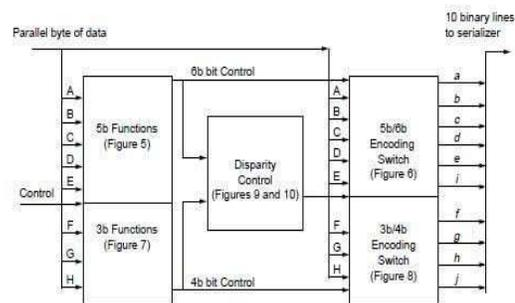 10 binary lines
to serializer
Parallel byte of data
6b bit Control
A
B
C
D
E
5b Functions
(Figure 5)
Control
F
G
H
3b Functions
(Figure 7)
Disparity
Control
(Figures 9 and 10)
4b bit Control
A
B
C
D
E
F
G
H
5b/6b
Encoding
Switch
(Figure 6)
3b/4b
Encoding
Switch
(Figure 8)
a
b
c
d
e
i
f
g
h
j